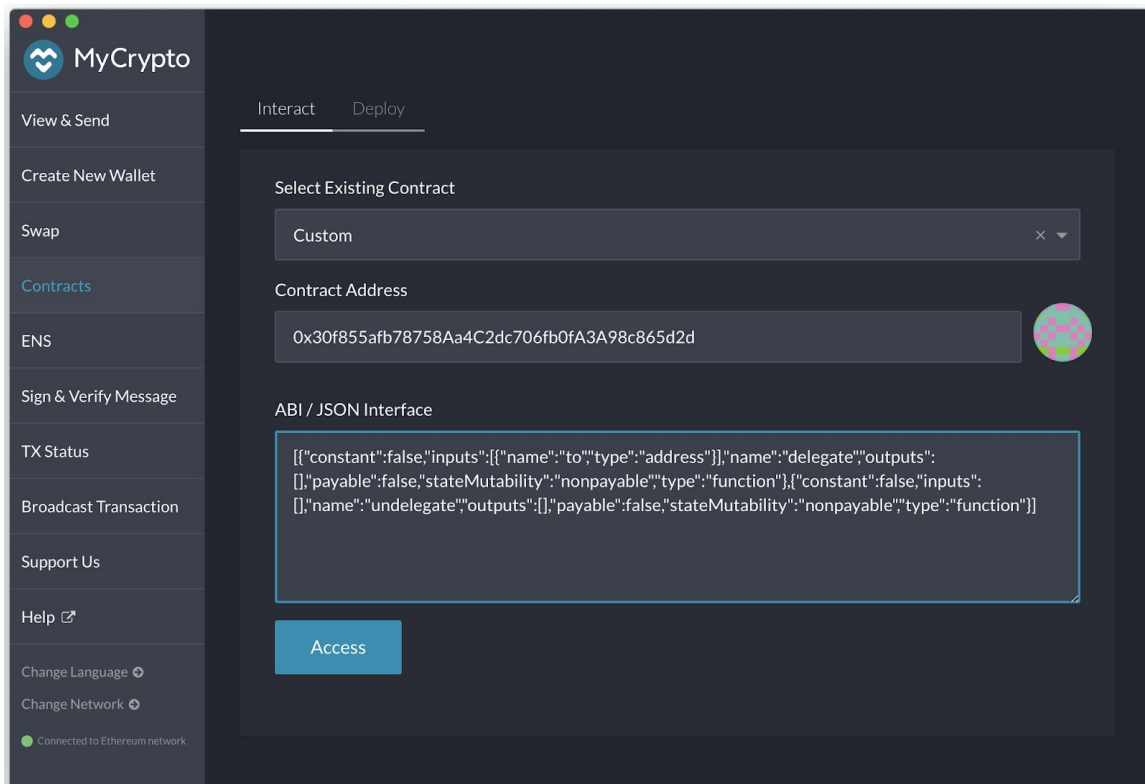 MyCrypto
View & Send
Create New Wallet
Swap
Contracts
ENS
Sign & Verify Message
TX Status
Broadcast Transaction
Support Us
Help
Change Language
Change Network
Connected to Ethereum network
Interact
Deploy
Select Existing Contract
Custom
Contract Address
0x30f855afb78758Aa4C2dc706fb0fA3A98c865d2d
ABI / JSON Interface
[{"constant":false,"inputs":[{"name":"to","type":"address"}],"name":"delegate","outputs":
[],"payable":false,"stateMutability":"nonpayable","type":"function"},{"constant":false,"inputs":
[],"name":"undelegate","outputs":[],"payable":false,"stateMutability":"nonpayable","type":"function"}]
Access